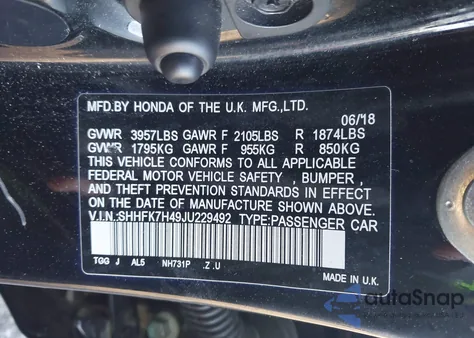 MFD.BY HONDA OF THE U.K. MFG.,LTD.
06/18
GVWR 3957LBS GAWR F 2105LBS R 1874LBS
GVWR 1795KG GAWR F 955KG R 850KG
THIS VEHICLE CONFORMS TO ALL APPLICABLE
FEDERAL MOTOR VEHICLE SAFETY , BUMPER ,
AND THEFT PREVENTION STANDARDS IN EFFECT
ON THE DATE OF MANUFACTURE SHOWN ABOVE.
V.I.N.:SHHFK7H49JU229492 TYPE:PASSENGER CAR
TGG J AL5 NH731P .Z .U
MADE IN U.K.
autoSnap